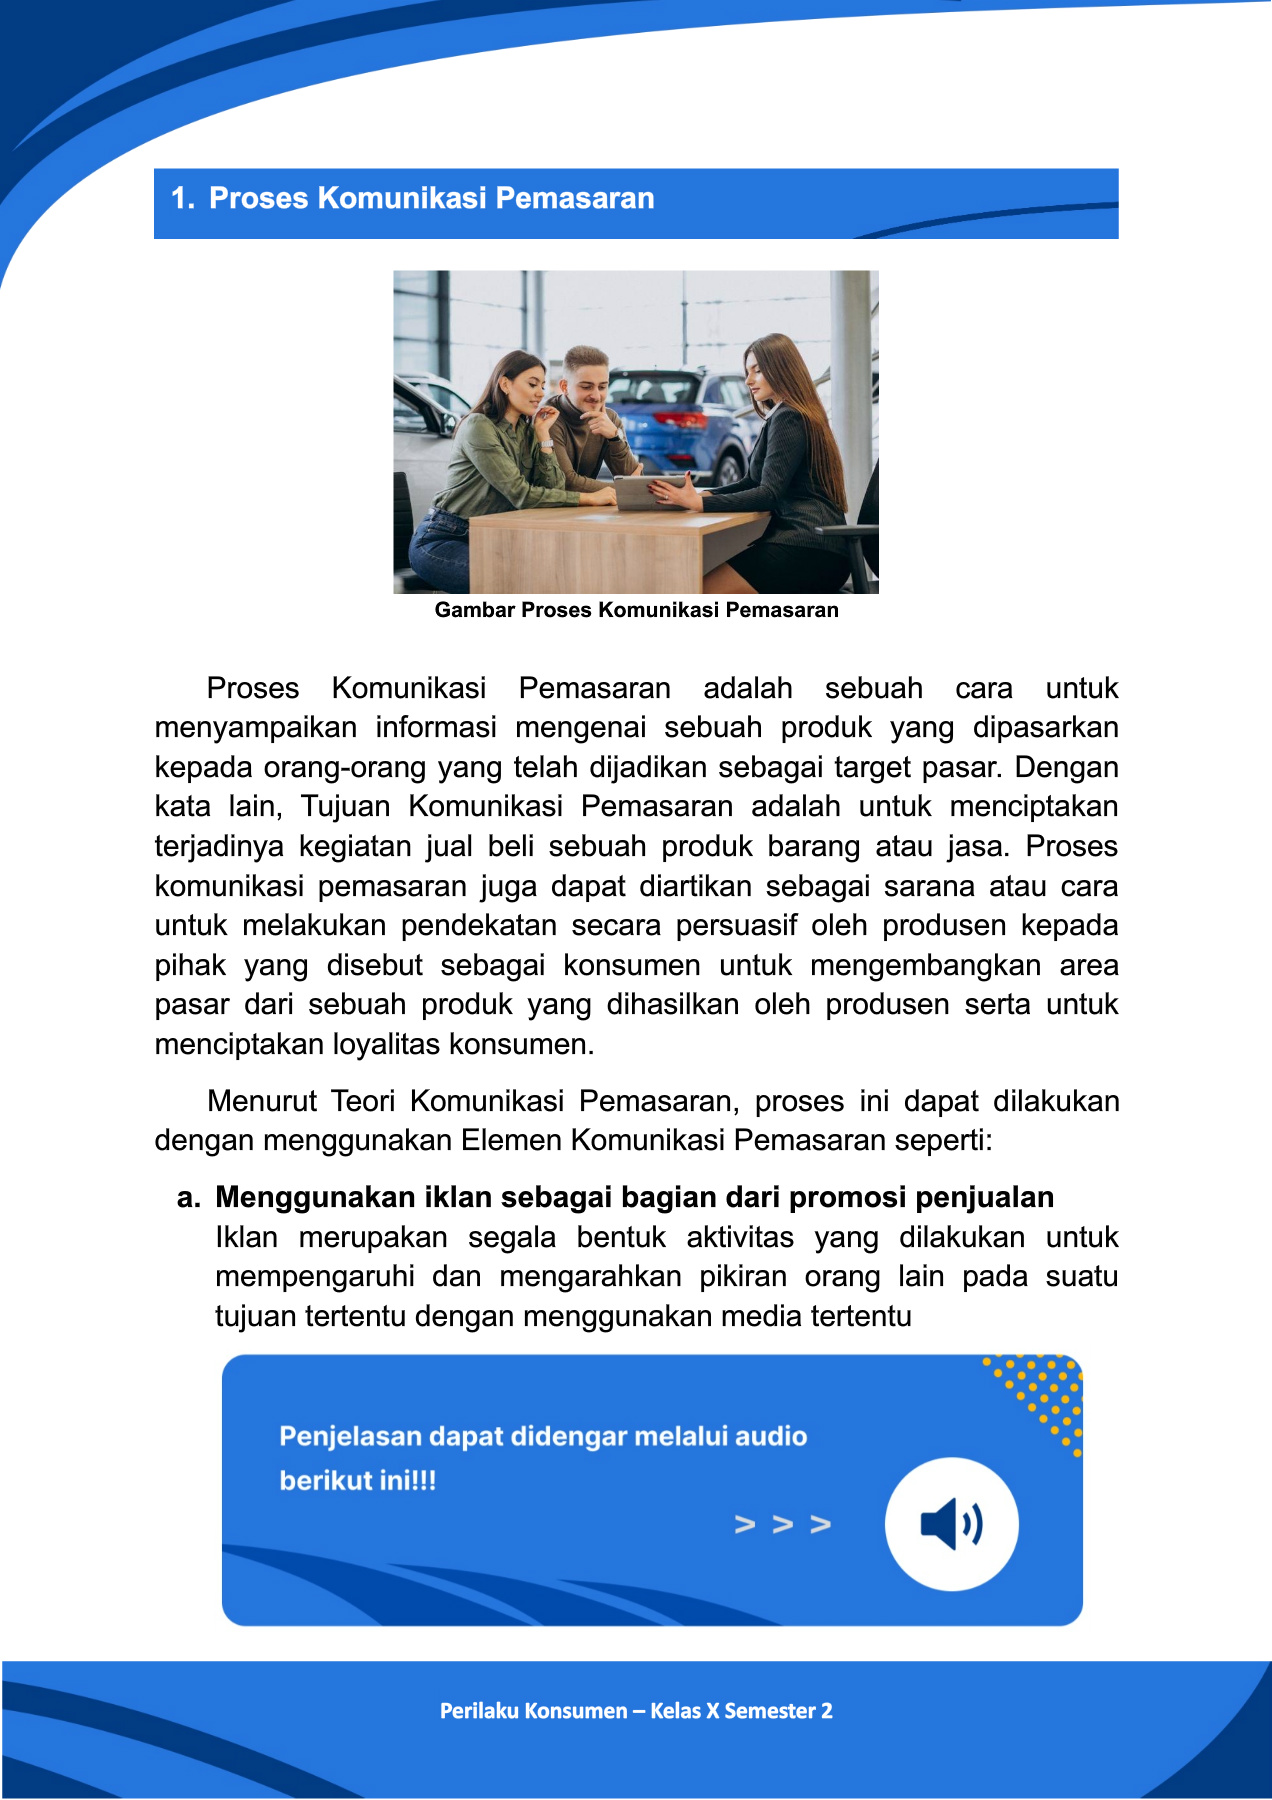 1. Proses Komunikasi Pemasaran
Gambar Proses Komunikasi Pemasaran
Proses Komunikasi Pemasaran adalah sebuah cara untuk
menyampaikan informasi mengenai sebuah produk yang dipasarkan
kepada orang-orang yang telah dijadikan sebagai target pasar. Dengan
kata lain, Tujuan Komunikasi Pemasaran adalah untuk menciptakan
terjadinya kegiatan jual beli sebuah produk barang atau jasa. Proses
komunikasi pemasaran juga dapat diartikan sebagai sarana atau cara
untuk melakukan pendekatan secara persuasif oleh produsen kepada
pihak yang disebut sebagai konsumen untuk mengembangkan area
pasar dari sebuah produk yang dihasilkan oleh produsen serta untuk
menciptakan loyalitas konsumen.
Menurut Teori Komunikasi Pemasaran, proses ini dapat dilakukan
dengan menggunakan Elemen Komunikasi Pemasaran seperti:
a. Menggunakan iklan sebagai bagian dari promosi penjualan
Iklan merupakan segala bentuk aktivitas yang dilakukan untuk
mempengaruhi dan mengarahkan pikiran orang lain pada suatu
tujuan tertentu dengan menggunakan media tertentu
Penjelasan dapat didengar melalui audio
berikut ini!!!
> > >
Perilaku Konsumen – Kelas X Semester 2